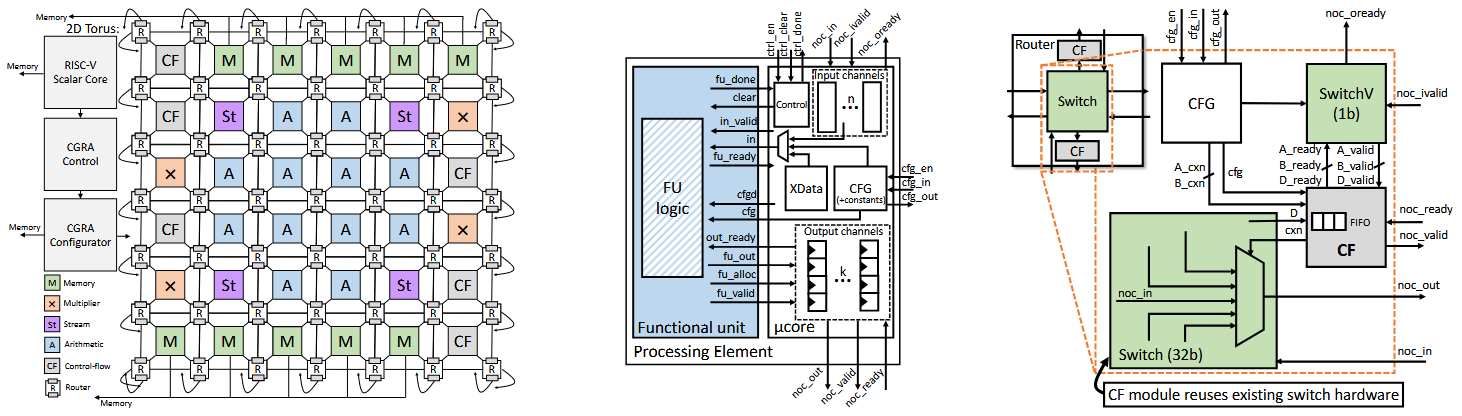 Memory
2D Torus:
R R R R R R R
RISC-V
Scalar Core
Memory
CF M M M M M
R R R R R R R
CF St A A St ×
CGRA
Control
R R R R R R R
× A A A A CF
R R R R R R R
CGRA
Configurator
Memory
CF A A A A ×
R R R R R R R
× St A A St CF
R R R R R R R
M M M M M CF
R R R R R R R
Memory
M Memory
× Multiplier
St Stream
A Arithmetic
CF Control-flow
R Router
ctrl_en
ctrl_clear
ctrl_done
noc_in
noc_ivalid
noc_oready
fu_done
clear
in_valid
in
fu_ready
cfgd
cfg
out_ready
fu_out
fu_alloc
fu_valid
Control
Input channels
n
...
XData
CFG
(+constants)
cfg_en
cfg_in
cfg_out
Output channels
k
...
FU
logic
Functional unit
μcore
Processing Element
noc_out
noc_valid
noc_ready
Router
CF
Switch
CF
cfg_en
cfg_in
cfg_out
CFG
noc_oready
SwitchV
(1b)
noc_ivalid
A_cxn
B_cxn
cfg
A_ready
B_ready
D_ready
A_valid
B_valid
D_valid
D
cxn
FIFO
CF
noc_ready
noc_valid
noc_in
noc_out
Switch (32b)
noc_in
CF module reuses existing switch hardware